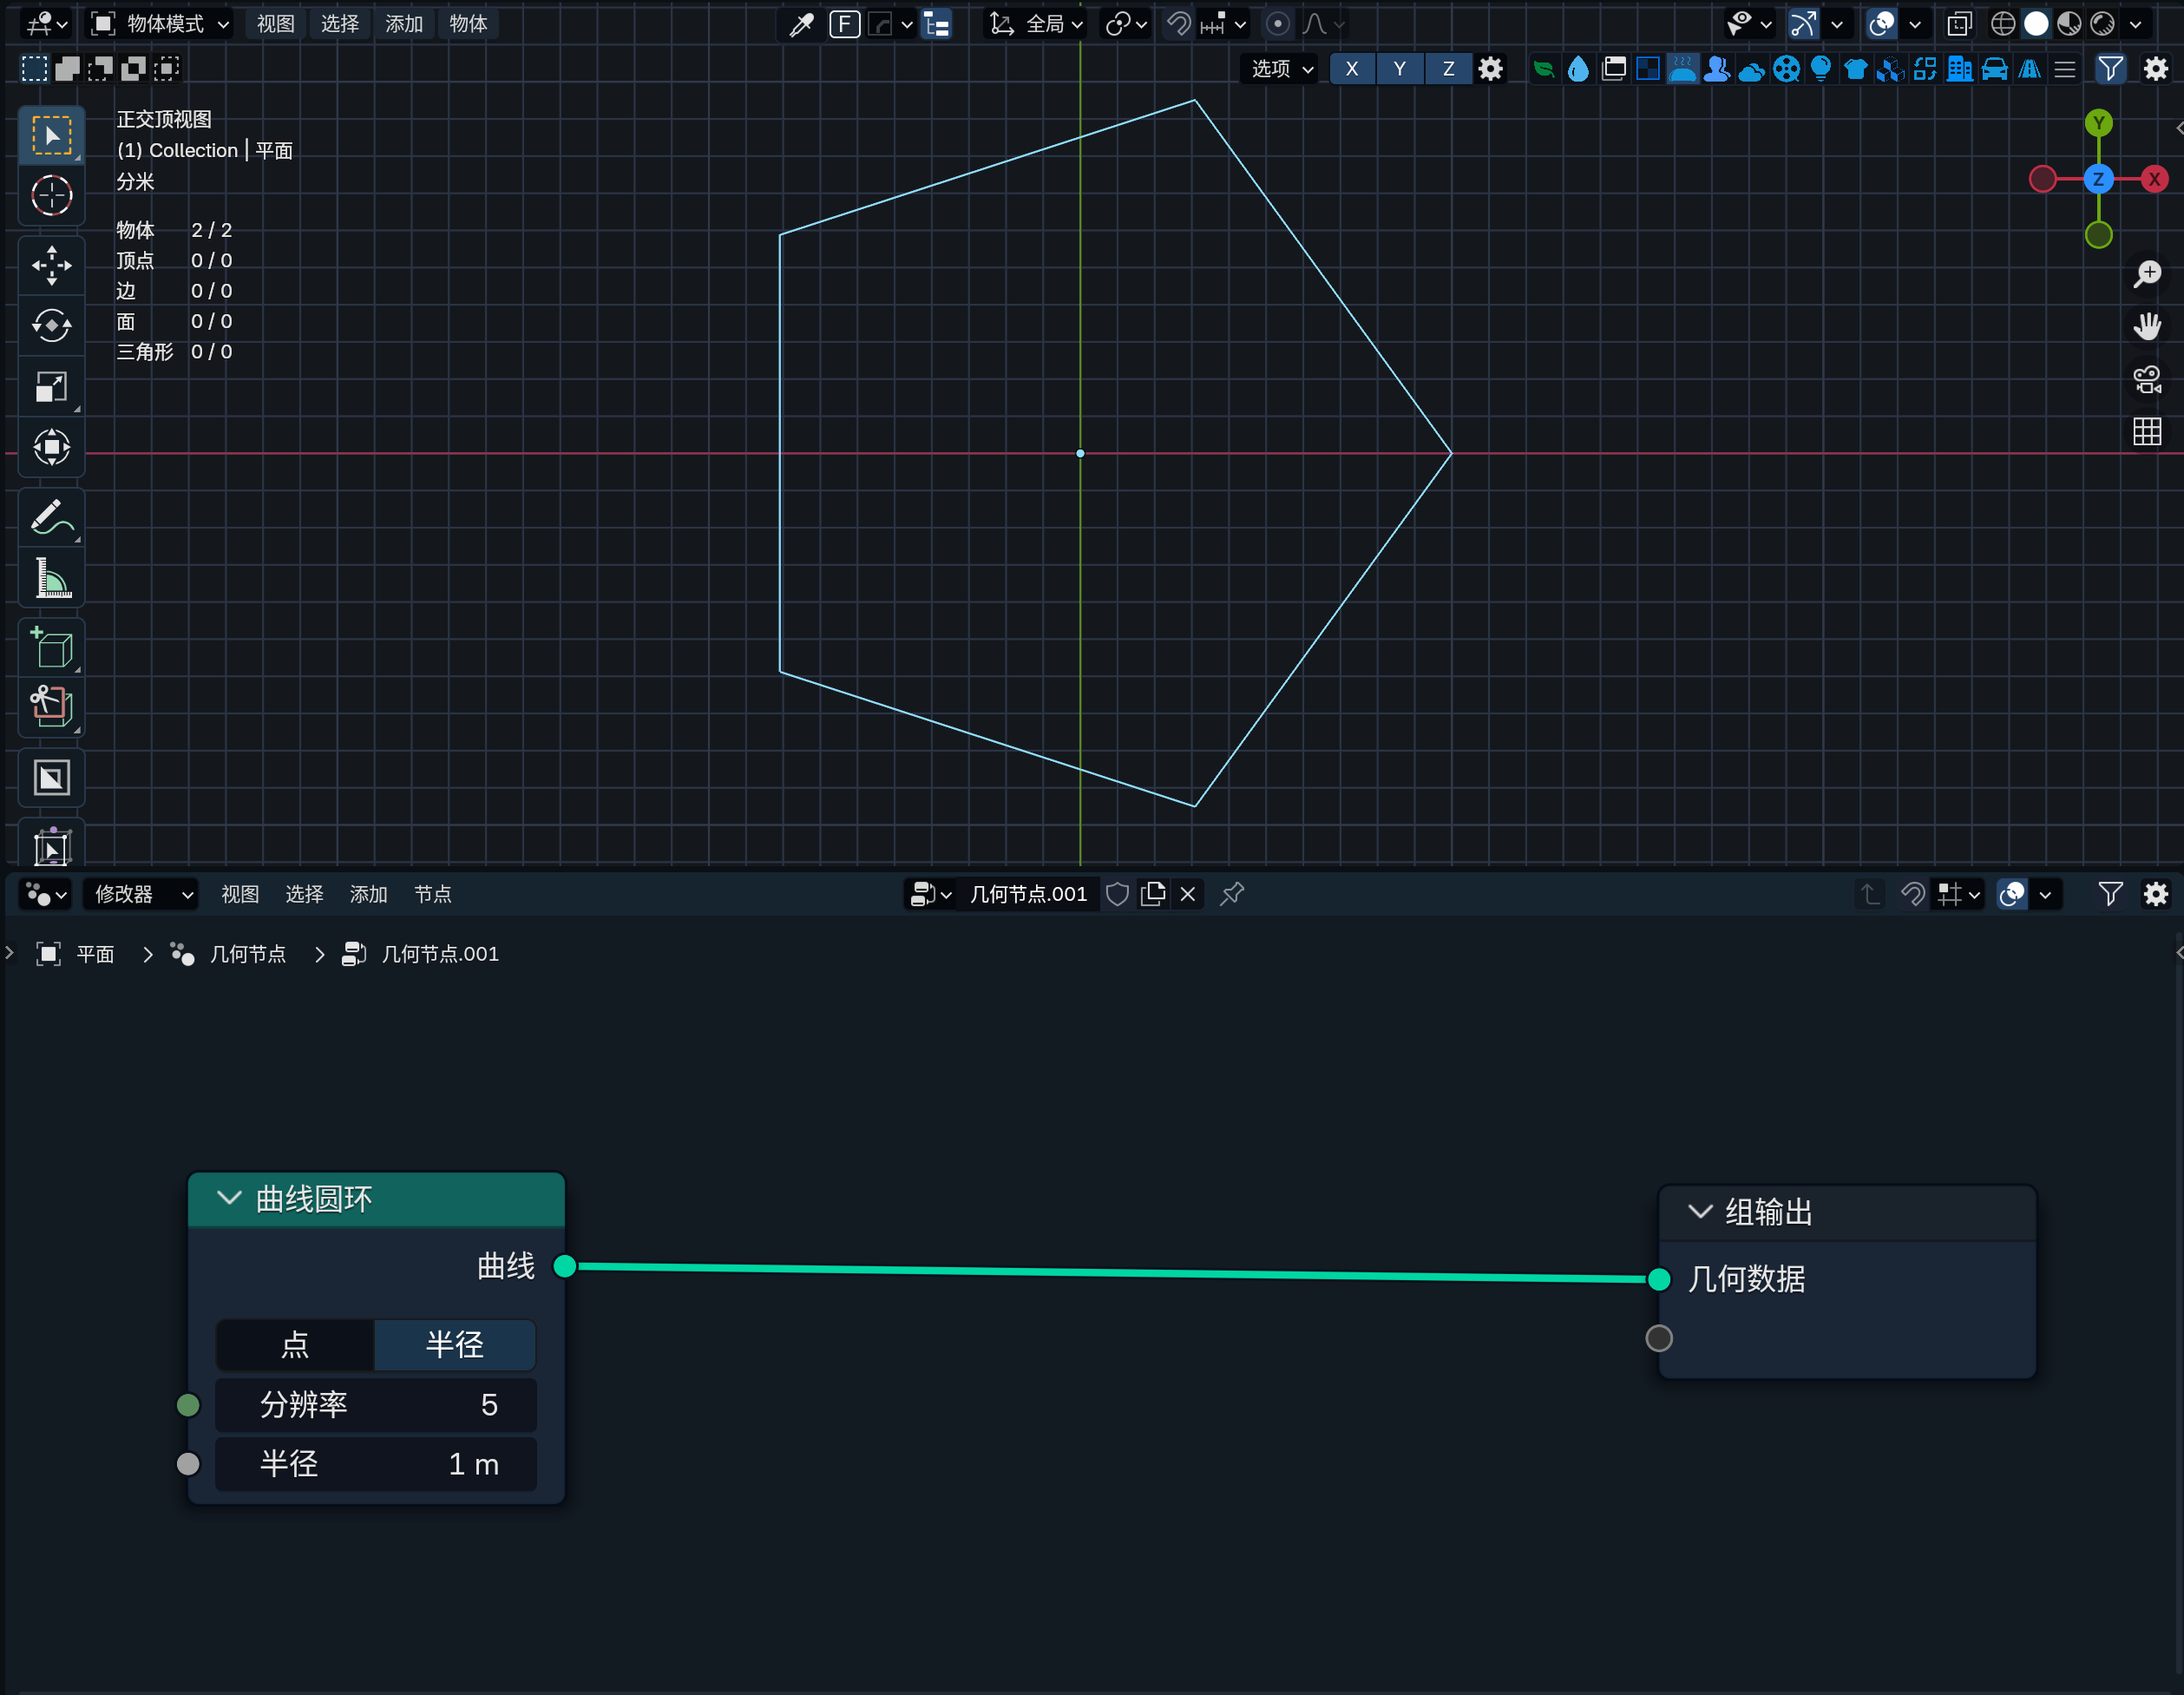 物体模式 视图 选择 添加 物体 F 全局
选项 X Y Z
正交顶视图
(1) Collection | 平面
分米
物体 2 / 2
顶点 0 / 0
边 0 / 0
面 0 / 0
三角形 0 / 0
Y
Z X
修改器 视图 选择 添加 节点 几何节点.001
平面 几何节点 几何节点.001
曲线圆环
曲线
点 半径
分辨率 5
半径 1 m
组输出
几何数据